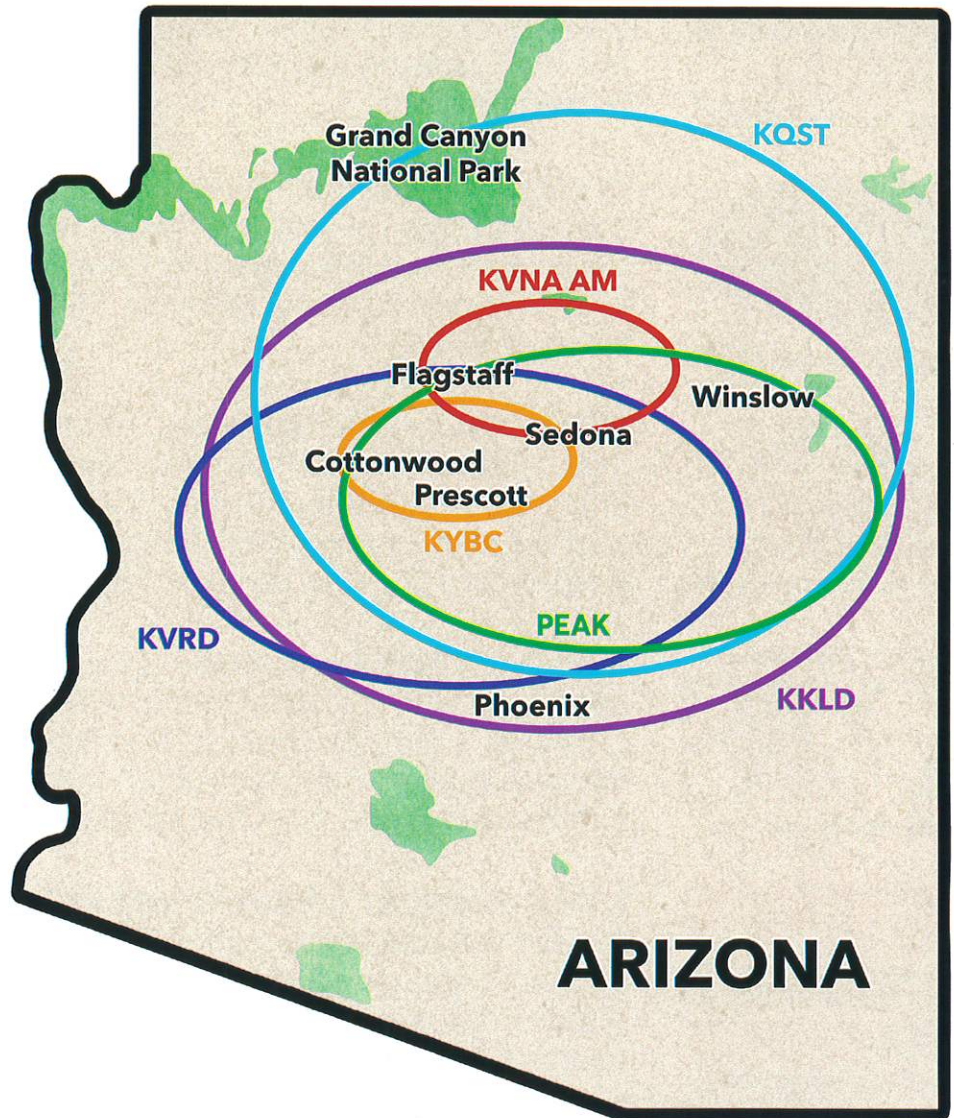 Grand Canyon
National Park
KQST
KVNA AM
Flagstaff
Winslow
Sedona
Cottonwood
Prescott
KYBC
PEAK
KVRD
KKLD
Phoenix
ARIZONA